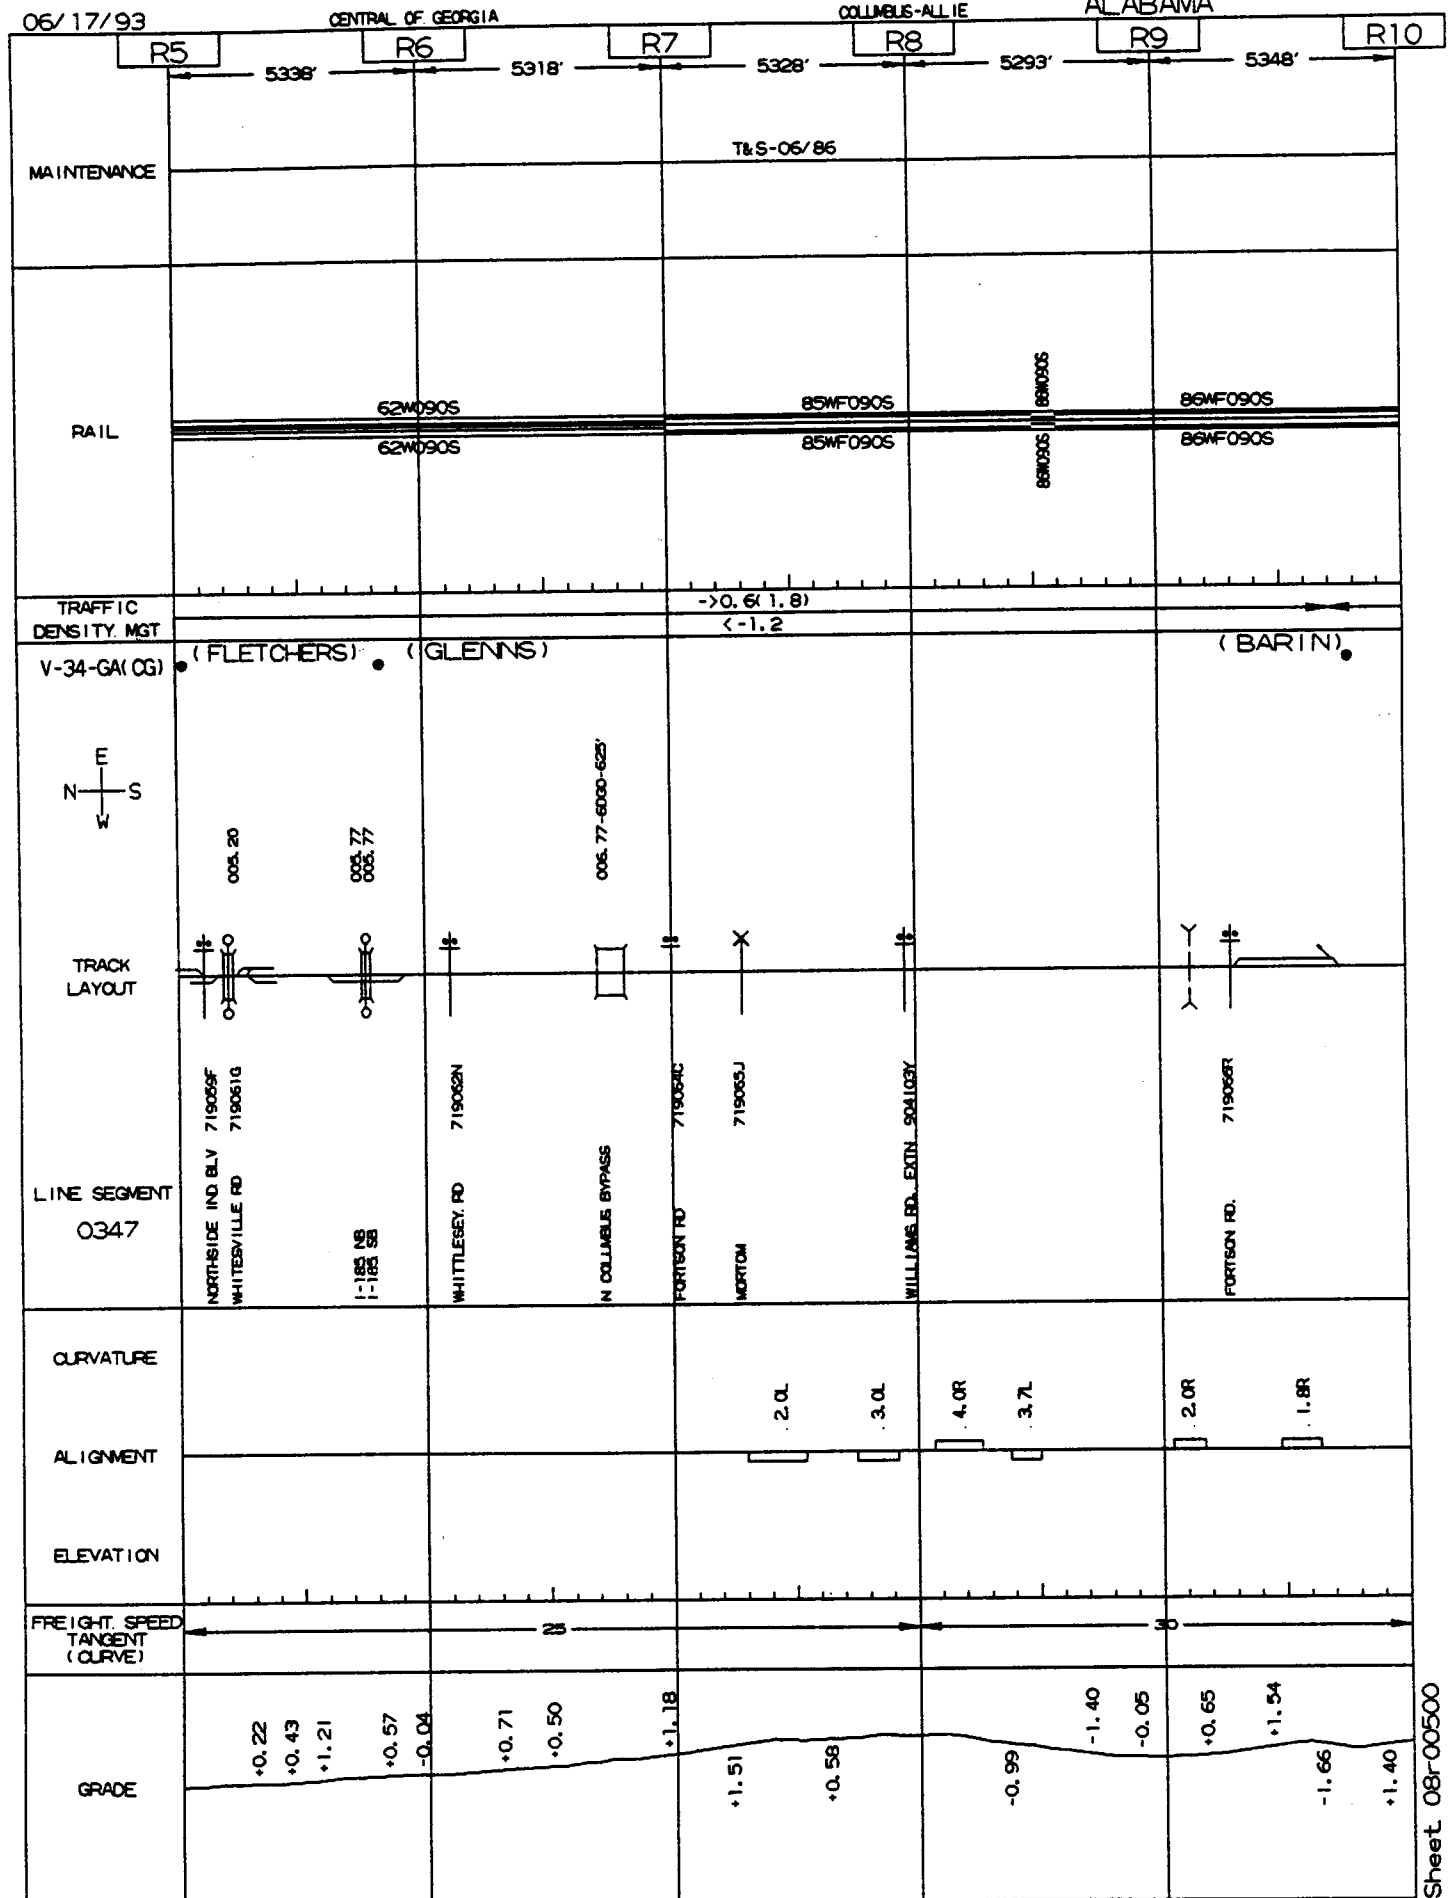 06/17/93
CENTRAL OF GEORGIA
COLUMBUS-ALLIE
ALABAMA
R5
R6
R7
R8
R9
R10
5338'
5318'
5328'
5293'
5348'
MAINTENANCE
T&S-06/86
RAIL
62W090S
85WF090S
86W090S
86WF090S
62W090S
85WF090S
86W090S
86WF090S
TRAFFIC
DENSITY. MGT
->0.6(1.8)
<-1.2
V-34-GA(CG)
(FLETCHERS)
(GLENNS)
(BARIN)
E
N S
W
005.20
005.77
005.77
006.77-6DGO-625'
TRACK
LAYOUT
LINE SEGMENT
0347
NORTHSIDE IND. BLV 719059F
WHITESVILLE RD 719061G
I-185 NB
I-185 SB
WHITTLESEY. RD 719062N
N COLUMBUS BYPASS
FORTSON RD 719064C
MORTOM 719065J
WILLIAMS RD. EXTN 904103Y
FORTSON RD. 719066R
CURVATURE
2.0L
3.0L
4.0R
3.7L
2.0R
1.8R
ALIGNMENT
ELEVATION
FREIGHT. SPEED
TANGENT
(CURVE)
25
30
GRADE
+0.22
+0.43
+1.21
+0.57
-0.04
+0.71
+0.50
+1.18
+1.51
+0.58
-0.99
-1.40
-0.05
+0.65
+1.54
-1.66
+1.40
Sheet 08r00500